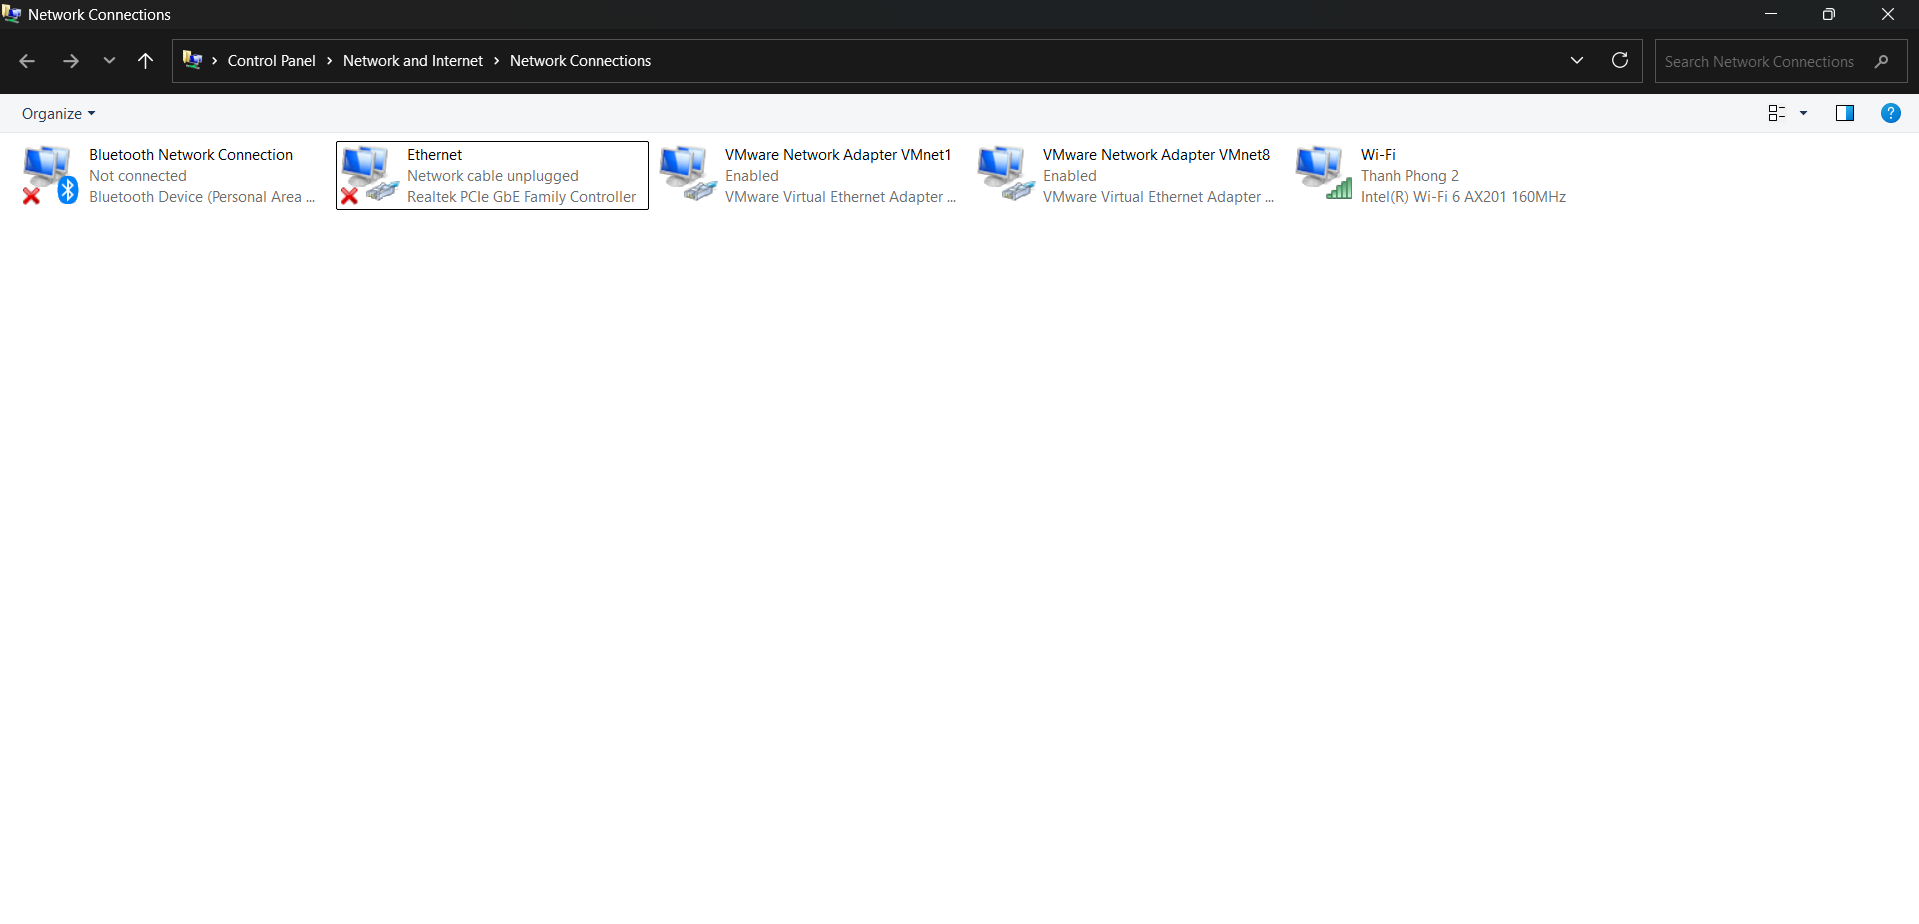 Network Connections
Control Panel > Network and Internet > Network Connections
Search Network Connections
Organize
Bluetooth Network Connection
Not connected
Bluetooth Device (Personal Area ...
Ethernet
Network cable unplugged
Realtek PCIe GbE Family Controller
VMware Network Adapter VMnet1
Enabled
VMware Virtual Ethernet Adapter ...
VMware Network Adapter VMnet8
Enabled
VMware Virtual Ethernet Adapter ...
Wi-Fi
Thanh Phong 2
Intel(R) Wi-Fi 6 AX201 160MHz